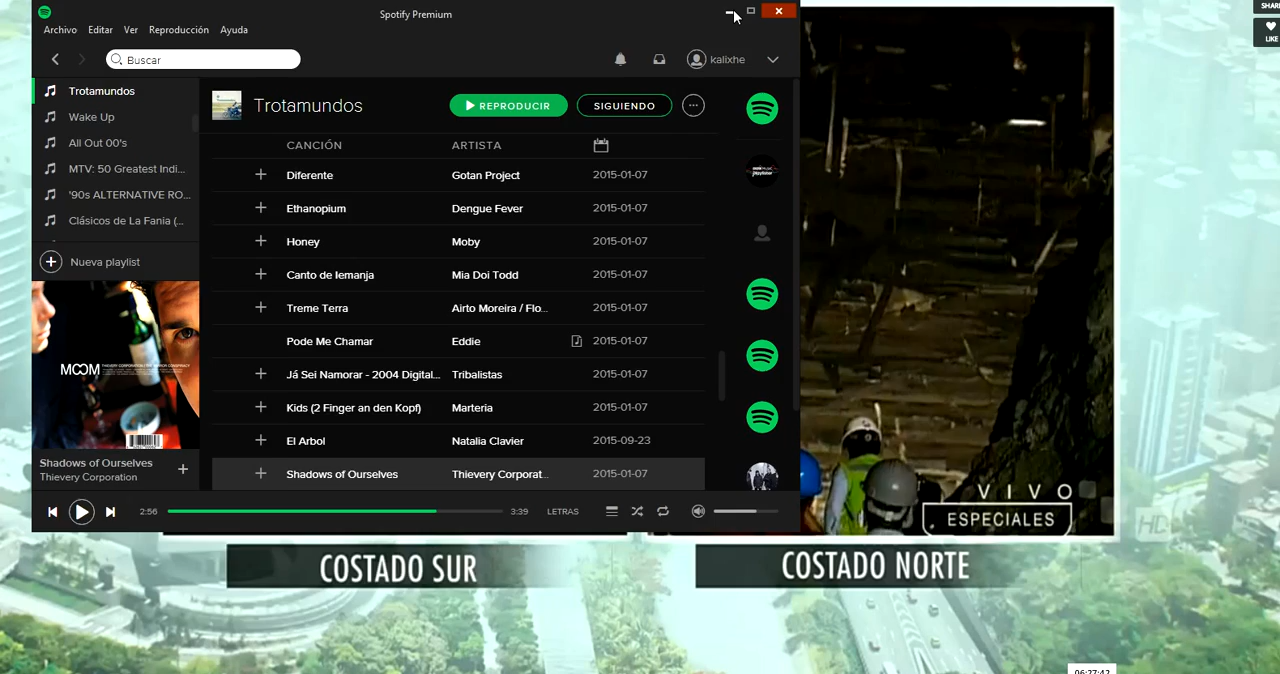 Spotify Premium
Archivo Editar Ver Reproducción Ayuda
Buscar
kalixhe
SHARE
LIKE
Trotamundos
Wake Up
All Out 00's
MTV: 50 Greatest Indi...
'90s ALTERNATIVE RO...
Clásicos de La Fania (...
Nueva playlist
Trotamundos
REPRODUCIR
SIGUIENDO
CANCIÓN ARTISTA
Diferente Gotan Project 2015-01-07
Ethanopium Dengue Fever 2015-01-07
Honey Moby 2015-01-07
Canto de Iemanja Mia Doi Todd 2015-01-07
Treme Terra Airto Moreira / Flo... 2015-01-07
Pode Me Chamar Eddie 2015-01-07
Já Sei Namorar - 2004 Digital... Tribalistas 2015-01-07
Kids (2 Finger an den Kopf) Marteria 2015-01-07
El Arbol Natalia Clavier 2015-09-23
Shadows of Ourselves Thievery Corporat... 2015-01-07
Shadows of Ourselves
Thievery Corporation
2:56 3:39 LETRAS
VIVO
ESPECIALES
HD
COSTADO SUR
COSTADO NORTE
06:27:42